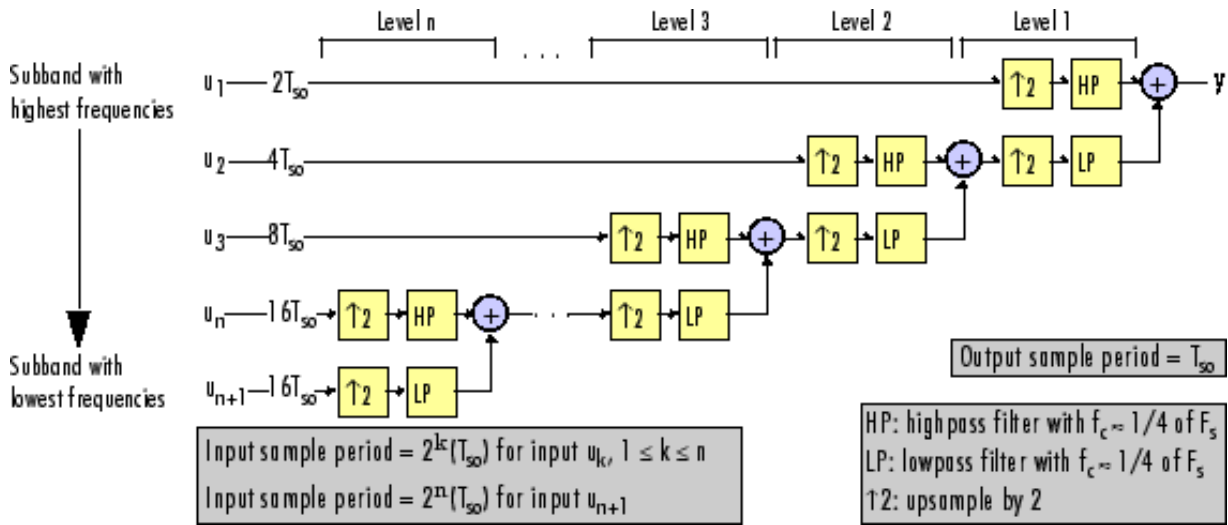 Level n . . . Level 3 Level 2 Level 1
Subband with
highest frequencies
u₁ 2Tₛₒ ↑2 HP + y
u₂ 4Tₛₒ ↑2 HP + ↑2 LP
u₃ 8Tₛₒ ↑2 HP + ↑2 LP
uₙ 16Tₛₒ ↑2 HP + . . . ↑2 LP
Subband with
lowest frequencies
uₙ₊₁ 16Tₛₒ ↑2 LP
Output sample period = Tₛₒ
Input sample period = 2ᵏ(Tₛₒ) for input uₖ, 1 ≤ k ≤ n
Input sample period = 2ⁿ(Tₛₒ) for input uₙ₊₁
HP: highpass filter with f_c ≈ 1/4 of Fₛ
LP: lowpass filter with f_c ≈ 1/4 of Fₛ
↑2: upsample by 2